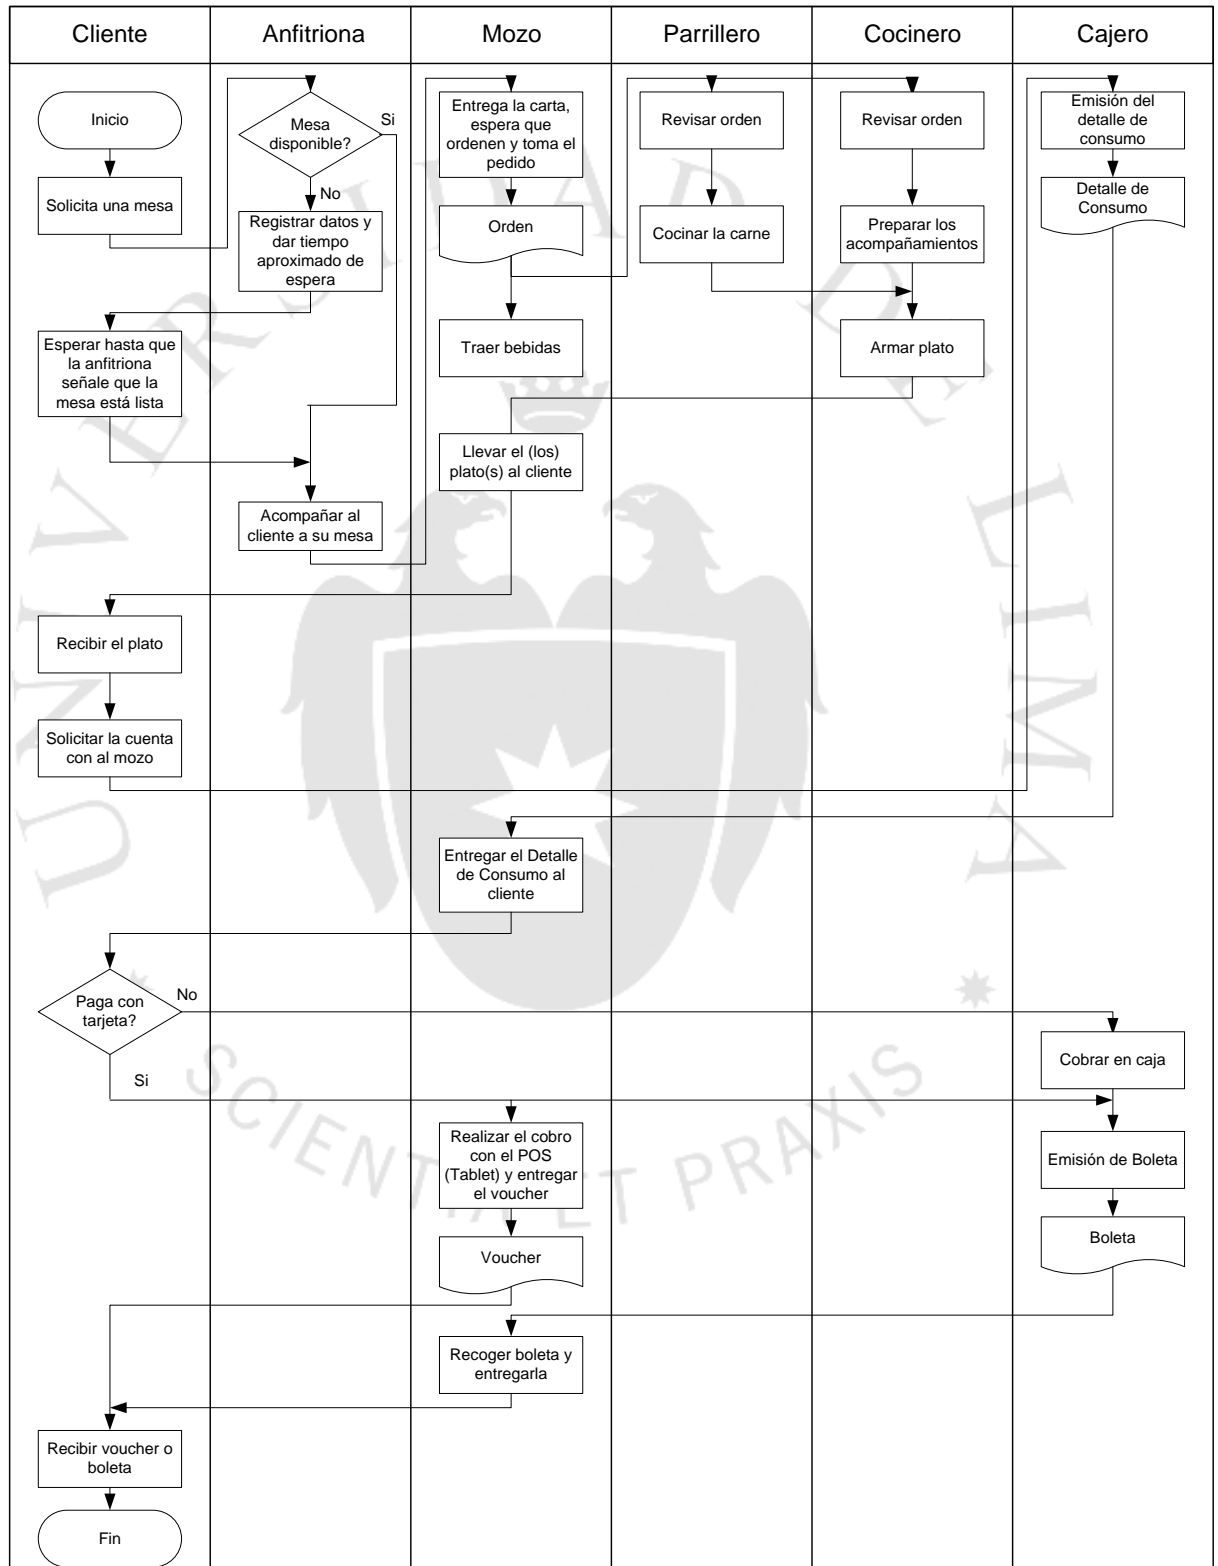 Cliente
Anfitriona
Mozo
Parrillero
Cocinero
Cajero
Inicio
Solicita una mesa
Mesa
disponible?
Si
No
Registrar datos y
dar tiempo
aproximado de
espera
Esperar hasta que
la anfitriona
señale que la
mesa está lista
Acompañar al
cliente a su mesa
Entrega la carta,
espera que
ordenen y toma el
pedido
Orden
Traer bebidas
Revisar orden
Cocinar la carne
Revisar orden
Preparar los
acompañamientos
Armar plato
Emisión del
detalle de
consumo
Detalle de
Consumo
Llevar el (los)
plato(s) al cliente
Recibir el plato
Solicitar la cuenta
con al mozo
Entregar el Detalle
de Consumo al
cliente
Paga con
tarjeta?
No
Si
Cobrar en caja
Realizar el cobro
con el POS
(Tablet) y entregar
el voucher
Voucher
Emisión de Boleta
Boleta
Recoger boleta y
entregarla
Recibir voucher o
boleta
Fin
UNIVERSIDAD DE LIMA
SCIENTIA ET PRAXIS